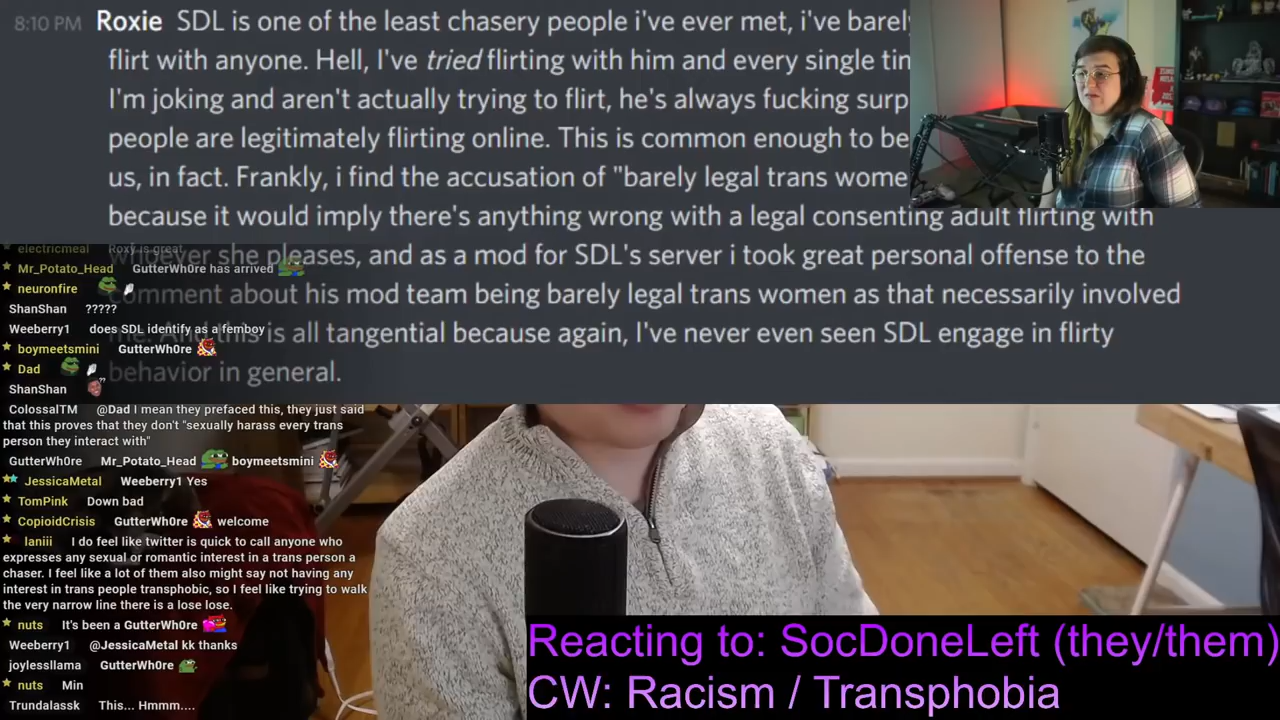 8:10 PM Roxie SDL is one of the least chasery people i've ever met, i've barely
flirt with anyone. Hell, I've tried flirting with him and every single
I'm joking and aren't actually trying to flirt, he's always fucking
people are legitimately flirting online. This is common enough to be
us, in fact. Frankly, i find the accusation of "barely legal trans
because it would imply there's anything wrong with a legal consenting adult flirting with
whoever she pleases, and as a mod for SDL's server i took great personal offense to the
comment about his mod team being barely legal trans women as that necessarily involved
me. And this is all tangential because again, I've never even seen SDL engage in flirty
behavior in general.
electricmeal Roxy is great
Mr_Potato_Head GutterWh0re has arrived
neuronfire
ShanShan ?????
Weeberry1 does SDL identify as a femboy
boymeetsmini GutterWh0re
Dad
ShanShan
ColossalTM @Dad I mean they prefaced this, they just said
that this proves that they don't "sexually harass every trans
person they interact with"
GutterWh0re Mr_Potato_Head boymeetsmini
JessicaMetal Weeberry1 Yes
TomPink Down bad
CopioidCrisis GutterWh0re welcome
laniii I do feel like twitter is quick to call anyone who
expresses any sexual or romantic interest in a trans person a
chaser. I feel like a lot of them also might say not having any
interest in trans people transphobic, so I feel like trying to walk
the very narrow line there is a lose lose.
nuts It's been a GutterWh0re
Weeberry1 @JessicaMetal kk thanks
joylessllama GutterWh0re
nuts Min
Trundalassk This... Hmmm....
Reacting to: SocDoneLeft (they/them)
CW: Racism / Transphobia